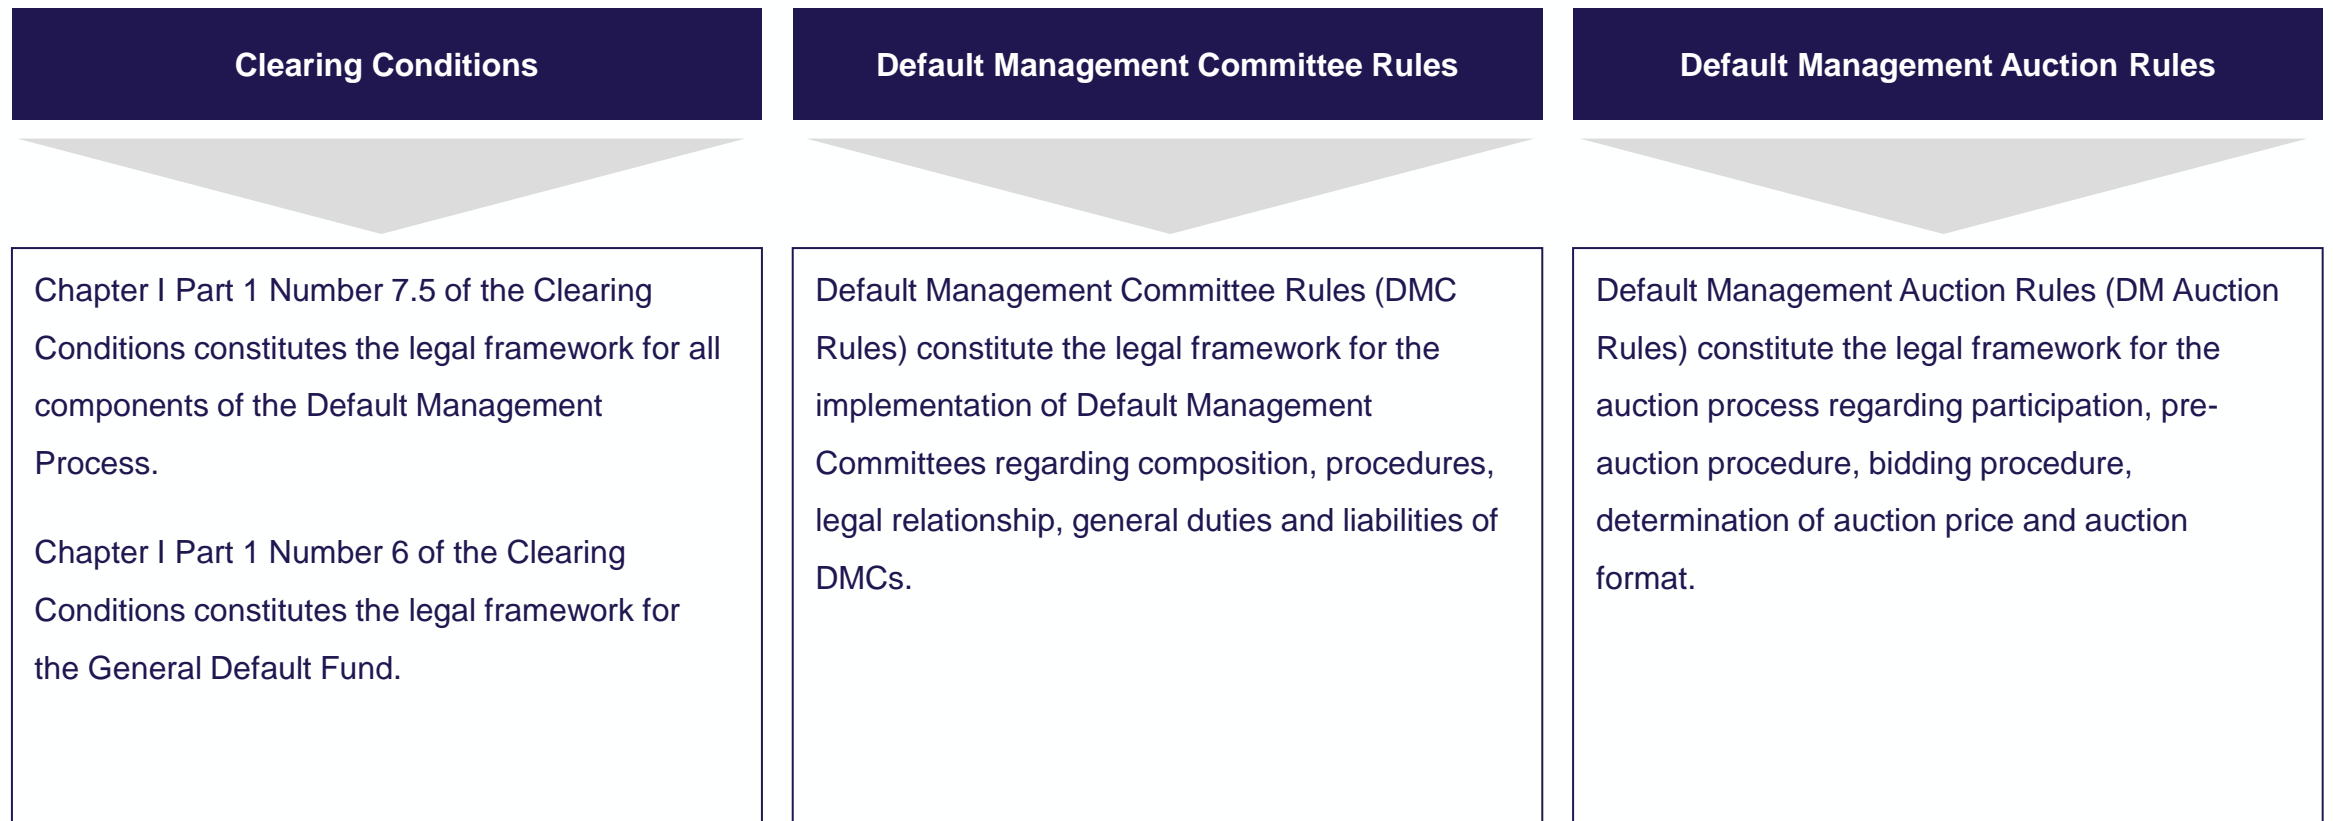 Clearing Conditions
Default Management Committee Rules
Default Management Auction Rules
Chapter I Part 1 Number 7.5 of the Clearing
Conditions constitutes the legal framework for all
components of the Default Management
Process.
Chapter I Part 1 Number 6 of the Clearing
Conditions constitutes the legal framework for
the General Default Fund.
Default Management Committee Rules (DMC
Rules) constitute the legal framework for the
implementation of Default Management
Committees regarding composition, procedures,
legal relationship, general duties and liabilities of
DMCs.
Default Management Auction Rules (DM Auction
Rules) constitute the legal framework for the
auction process regarding participation, pre-
auction procedure, bidding procedure,
determination of auction price and auction
format.